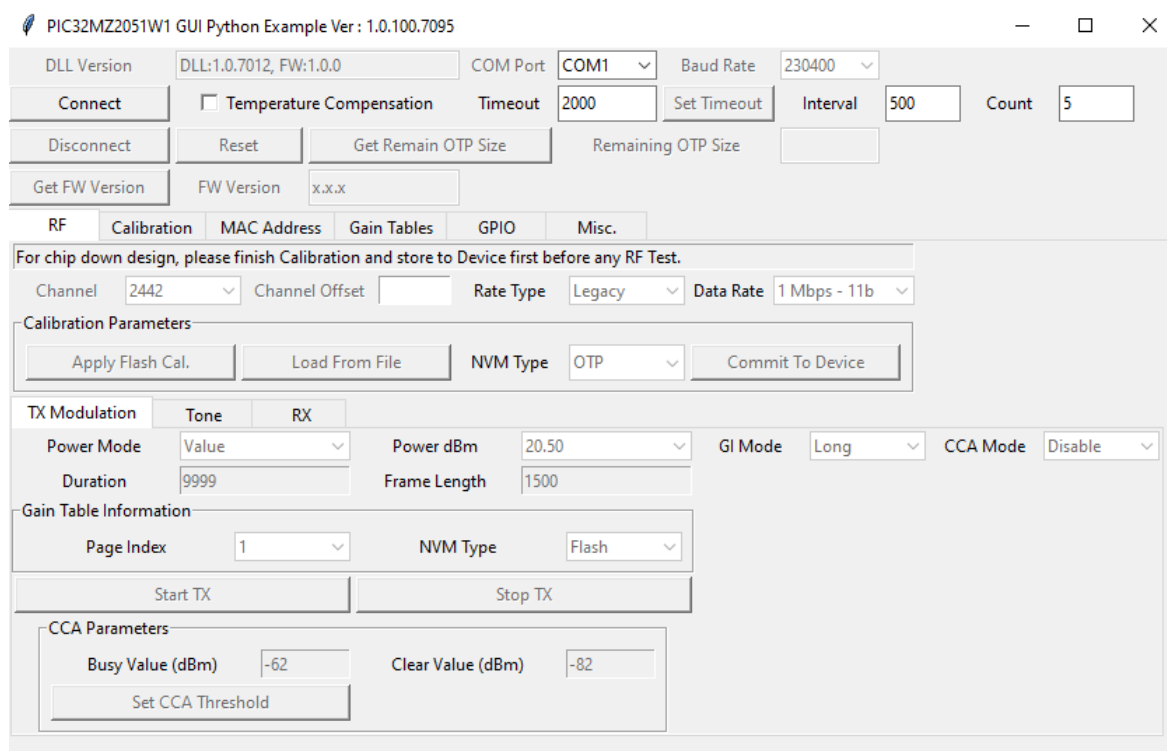 PIC32MZ2051W1 GUI Python Example Ver : 1.0.100.7095
DLL Version DLL:1.0.7012, FW:1.0.0 COM Port COM1 Baud Rate 230400
Connect Temperature Compensation Timeout 2000 Set Timeout Interval 500 Count 5
Disconnect Reset Get Remain OTP Size Remaining OTP Size
Get FW Version FW Version x.x.x
RF Calibration MAC Address Gain Tables GPIO Misc.
For chip down design, please finish Calibration and store to Device first before any RF Test.
Channel 2442 Channel Offset Rate Type Legacy Data Rate 1 Mbps - 11b
Calibration Parameters
Apply Flash Cal. Load From File NVM Type OTP Commit To Device
TX Modulation Tone RX
Power Mode Value Power dBm 20.50 GI Mode Long CCA Mode Disable
Duration 9999 Frame Length 1500
Gain Table Information
Page Index 1 NVM Type Flash
Start TX Stop TX
CCA Parameters
Busy Value (dBm) -62 Clear Value (dBm) -82
Set CCA Threshold